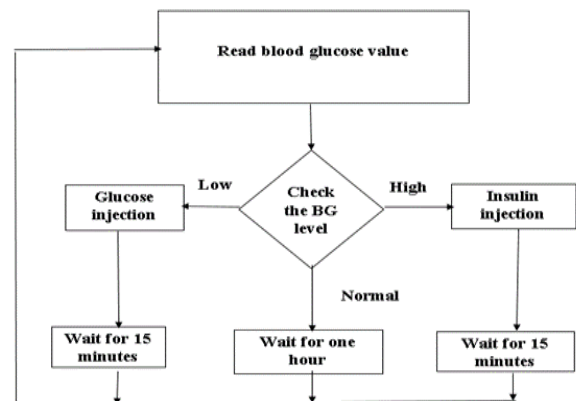 Read blood glucose value
Low
High
Glucose
injection
Check
the BG
level
Insulin
injection
Normal
Wait for 15
minutes
Wait for one
hour
Wait for 15
minutes